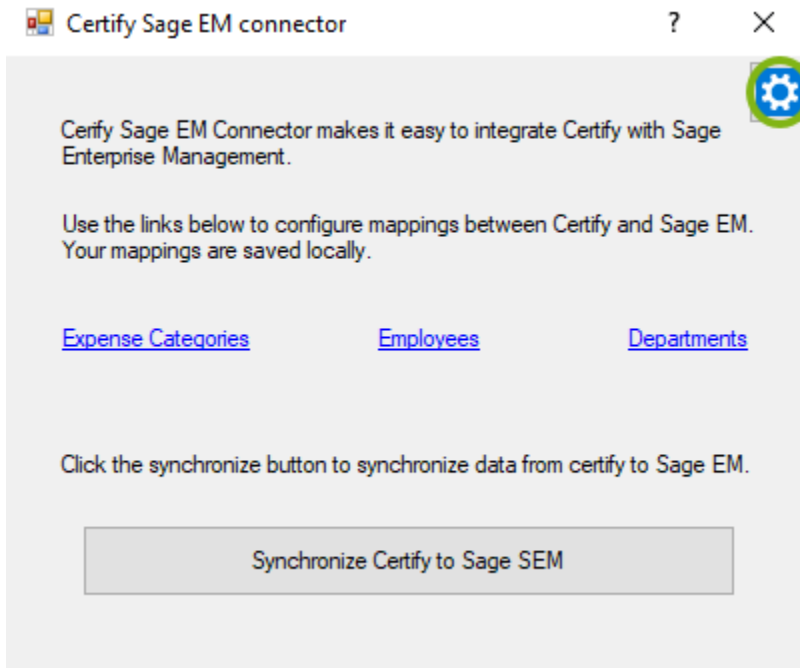 Certify Sage EM connector
?
Cerify Sage EM Connector makes it easy to integrate Certify with Sage
Enterprise Management.
Use the links below to configure mappings between Certify and Sage EM.
Your mappings are saved locally.
Expense Categories Employees Departments
Click the synchronize button to synchronize data from certify to Sage EM.
Synchronize Certify to Sage SEM